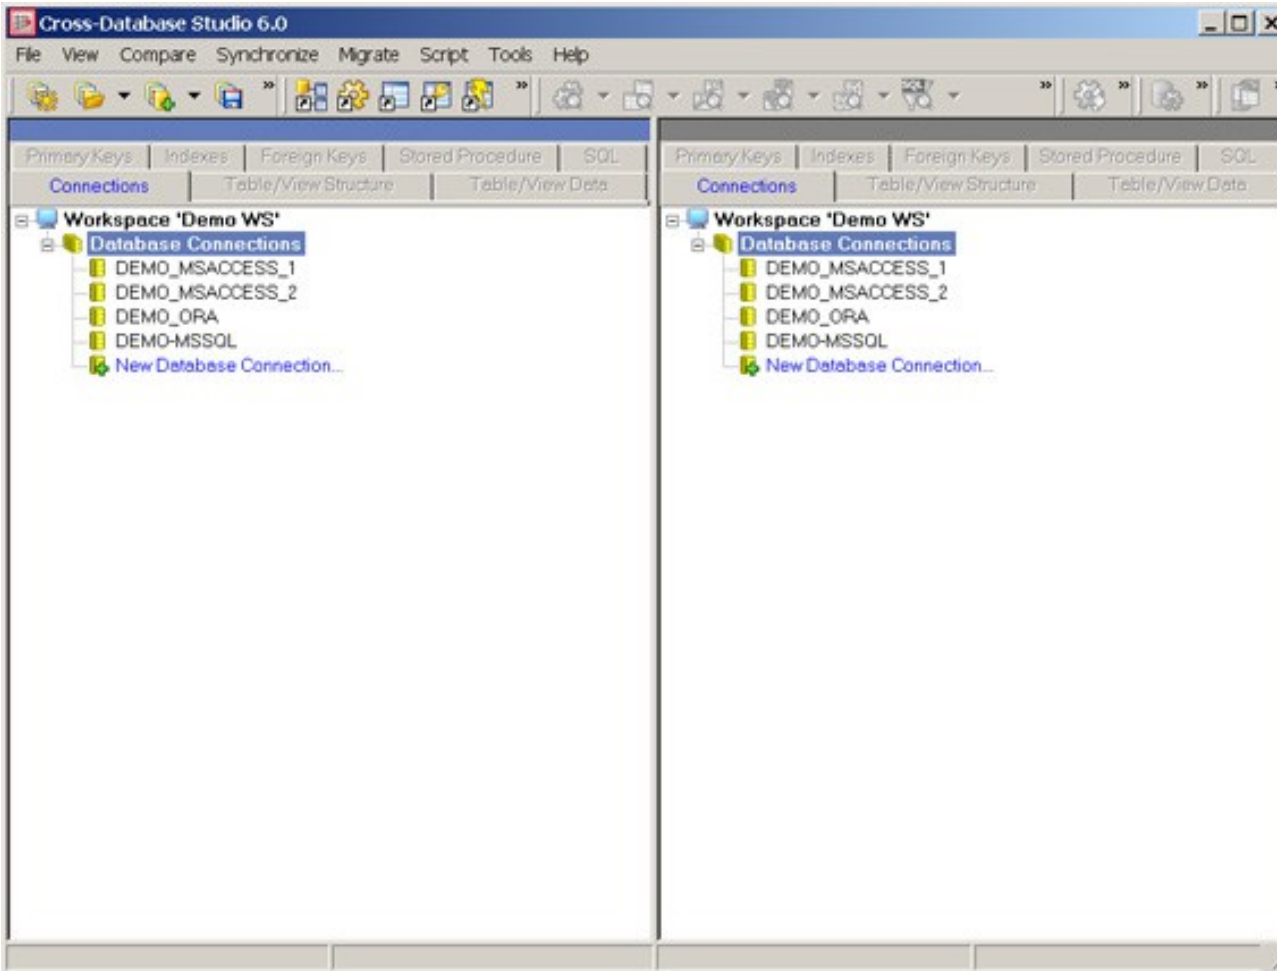 Cross-Database Studio 6.0
File View Compare Synchronize Migrate Script Tools Help
Primary Keys Indexes Foreign Keys Stored Procedure SQL
Connections Table/View Structure Table/View Data
Workspace 'Demo WS'
Database Connections
DEMO_MSACCESS_1
DEMO_MSACCESS_2
DEMO_ORA
DEMO-MSSQL
New Database Connection...
Primary Keys Indexes Foreign Keys Stored Procedure SQL
Connections Table/View Structure Table/View Data
Workspace 'Demo WS'
Database Connections
DEMO_MSACCESS_1
DEMO_MSACCESS_2
DEMO_ORA
DEMO-MSSQL
New Database Connection...